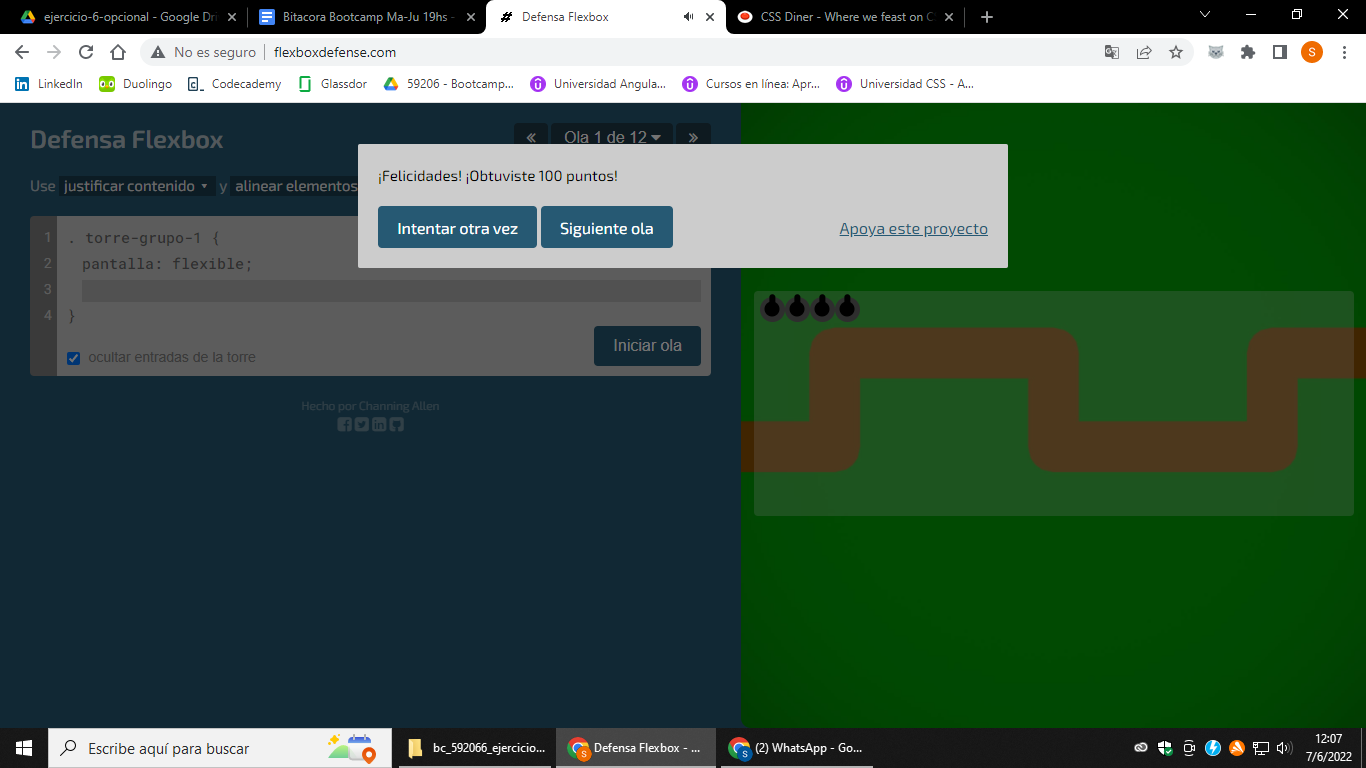 ejercicio-6-opcional - Google Dri
Bitacora Bootcamp Ma-Ju 19hs -
Defensa Flexbox
CSS Diner - Where we feast on C
No es seguro
flexboxdefense.com
S
LinkedIn
Duolingo
Codecademy
Glassdor
59206 - Bootcamp...
Universidad Angula...
Cursos en línea: Apr...
Universidad CSS - A...
Defensa Flexbox
« Ola 1 de 12 »
Use justificar contenido y alinear elementos
¡Felicidades! ¡Obtuviste 100 puntos!
Intentar otra vez
Siguiente ola
Apoya este proyecto
1 . torre-grupo-1 {
2 pantalla: flexible;
3
4 }
ocultar entradas de la torre
Iniciar ola
Hecho por Channing Allen
Escribe aquí para buscar
bc_592066_ejercicio...
Defensa Flexbox - ...
(2) WhatsApp - Go...
12:07
7/6/2022